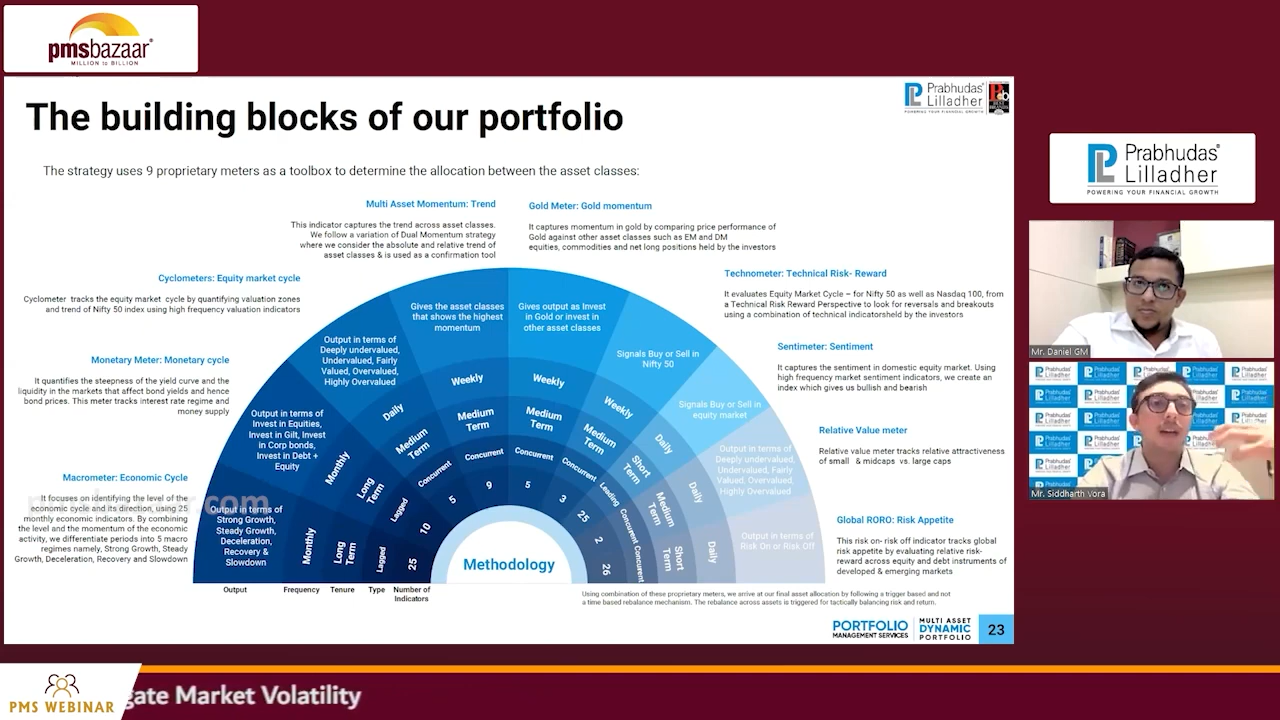 pmsbazaar
MILLION to BILLION
The building blocks of our portfolio
Prabhudas
Lilladher
POWERING YOUR FINANCIAL GROWTH
The strategy uses 9 proprietary meters as a toolbox to determine the allocation between the asset classes:
Multi Asset Momentum: Trend
This indicator captures the trend across asset classes.
We follow a variation of Dual Momentum strategy
where we consider the absolute and relative trend of
asset classes & is used as a confirmation tool
Gold Meter: Gold momentum
It captures momentum in gold by comparing price performance of
Gold against other asset classes such as EM and DM
equities, commodities and net long positions held by the investors
Cyclometers: Equity market cycle
Cyclometer tracks the equity market cycle by quantifying valuation zones
and trend of Nifty 50 index using high frequency valuation indicators
Technometer: Technical Risk- Reward
It evaluates Equity Market Cycle – for Nifty 50 as well as Nasdaq 100, from
a Technical Risk Reward Perspective to look for reversals and breakouts
using a combination of technical indicatorsheld by the investors
Monetary Meter: Monetary cycle
It quantifies the steepness of the yield curve and the
liquidity in the markets that affect bond yields and hence
bond prices. This meter tracks interest rate regime and
money supply
Sentimeter: Sentiment
It captures the sentiment in domestic equity market. Using
high frequency market sentiment indicators, we create an
index which gives us bullish and bearish
Relative Value meter
Relative value meter tracks relative attractiveness
of small & midcaps vs. large caps
Macrometer: Economic Cycle
It focuses on identifying the level of the
economic cycle and its direction, using 25
monthly economic indicators. By combining
the level and the momentum of the economic
activity, we differentiate periods into 5 macro
regimes namely, Strong Growth, Steady
Growth, Deceleration, Recovery and Slowdown
Global RORO: Risk Appetite
This risk on- risk off indicator tracks global
risk appetite by evaluating relative risk-
reward across equity and debt instruments of
developed & emerging markets
Output in terms of
Strong Growth,
Steady Growth,
Deceleration,
Recovery &
Slowdown
Monthly
Long
Term
Lagged
25
Output in terms of
Invest in Equities,
Invest in Gilt, Invest
in Corp bonds,
Invest in Debt +
Equity
Monthly
Long
Term
Lagged
10
Output in terms of
Deeply undervalued,
Undervalued, Fairly
Valued, Overvalued,
Highly Overvalued
Daily
Medium
Term
Concurrent
5
Gives the asset classes
that shows the highest
momentum
Weekly
Medium
Term
Concurrent
9
Gives output as Invest
in Gold or invest in
other asset classes
Weekly
Medium
Term
Concurrent
5
Signals Buy or Sell in
Nifty 50
Weekly
Medium
Term
Concurrent
3
Signals Buy or Sell in
equity market
Daily
Short
Term
Leading
25
Output in terms of
Deeply undervalued,
Undervalued, Fairly
Valued, Overvalued,
Highly Overvalued
Daily
Medium
Term
Concurrent
2
Output in terms of
Risk On or Risk Off
Daily
Short
Term
Concurrent
26
Methodology
Output
Frequency
Tenure
Type
Number of
Indicators
Using combination of these proprietary meters, we arrive at our final asset allocation by following a trigger based and not
a time based rebalance mechanism. The rebalance across assets is triggered for tactically balancing risk and return.
PORTFOLIO
MANAGEMENT SERVICES
MULTI ASSET
DYNAMIC
PORTFOLIO
23
Prabhudas
Lilladher
POWERING YOUR FINANCIAL GROWTH
Mr. Daniel GM
Mr. Siddharth Vora
PMS WEBINAR
gate Market Volatility